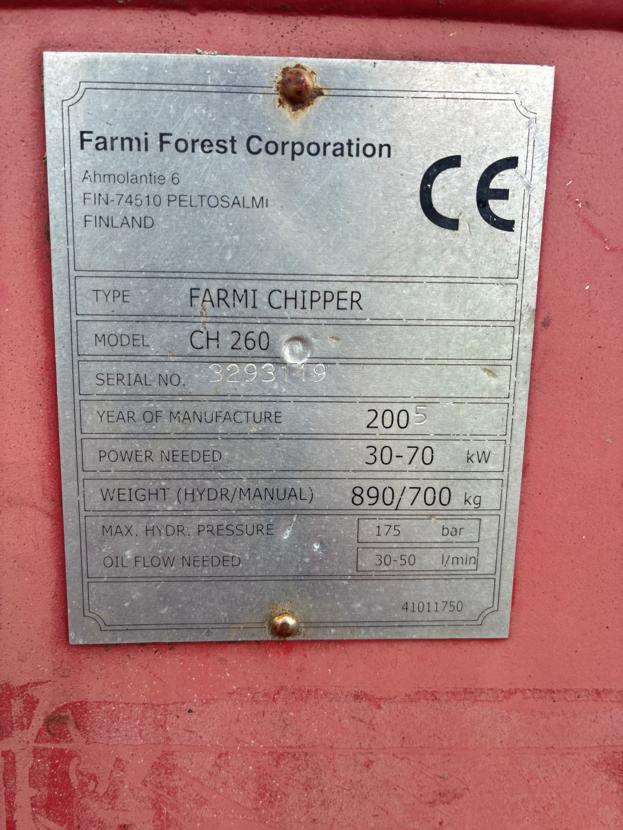 Farmi Forest Corporation
Ahmolantie 6
FIN-74510 PELTOSALMI
FINLAND
CE
TYPE FARMI CHIPPER
MODEL CH 260
SERIAL NO. 3293119
YEAR OF MANUFACTURE 2005
POWER NEEDED 30-70 kW
WEIGHT (HYDR/MANUAL) 890/700 kg
MAX. HYDR. PRESSURE 175 bar
OIL FLOW NEEDED 30-50 l/min
41011750